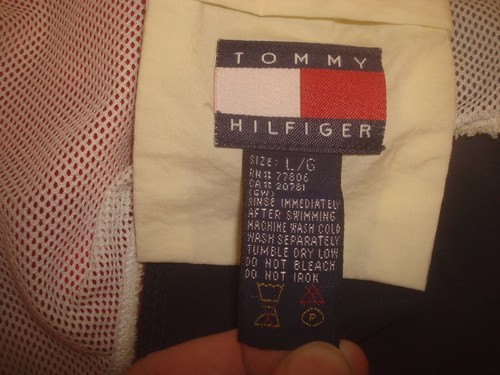 TOMMY
HILFIGER
SIZE: L/G
RN# 77806
CA# 20781
(GW)
RINSE IMMEDIATELY
AFTER SWIMMING
MACHINE WASH COLD
WASH SEPARATELY
TUMBLE DRY LOW
DO NOT BLEACH
DO NOT IRON
P